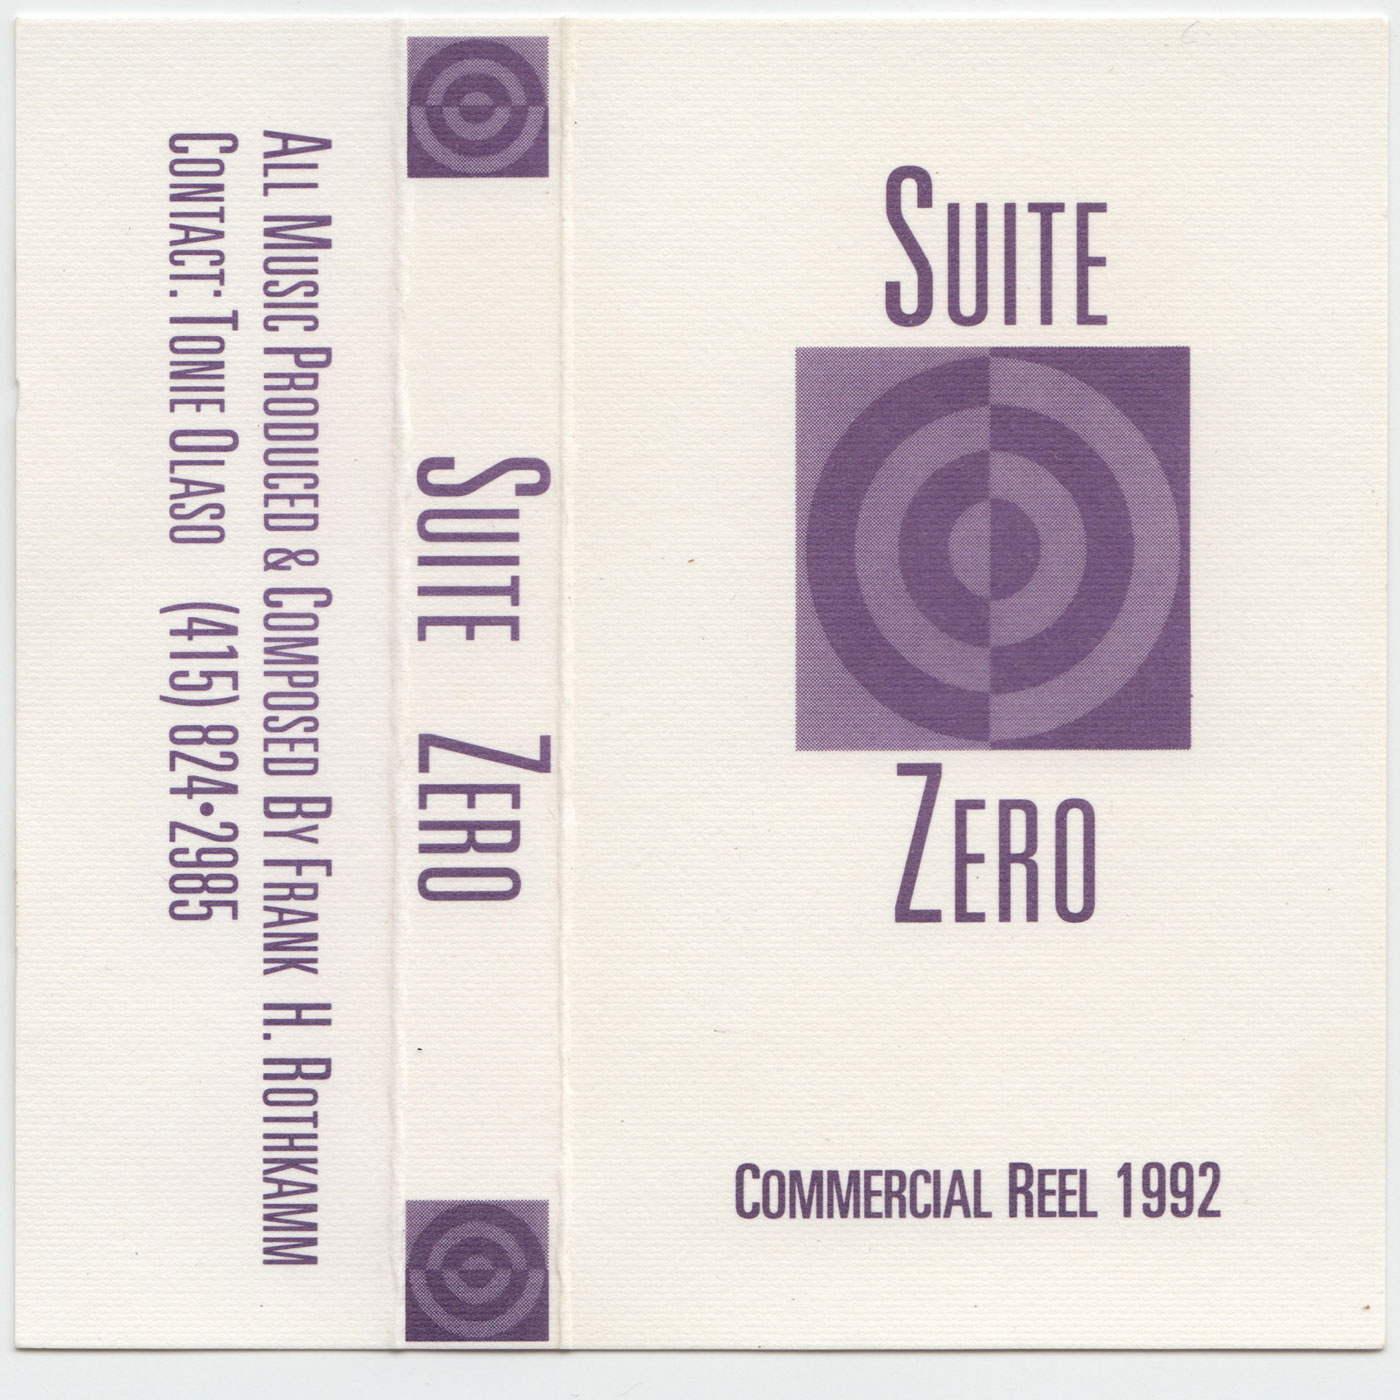 Suite
Zero
Commercial Reel 1992
Suite Zero
All Music Produced & Composed By Frank H. Rothkamm
Contact: Tonie Olaso (415) 824•2985